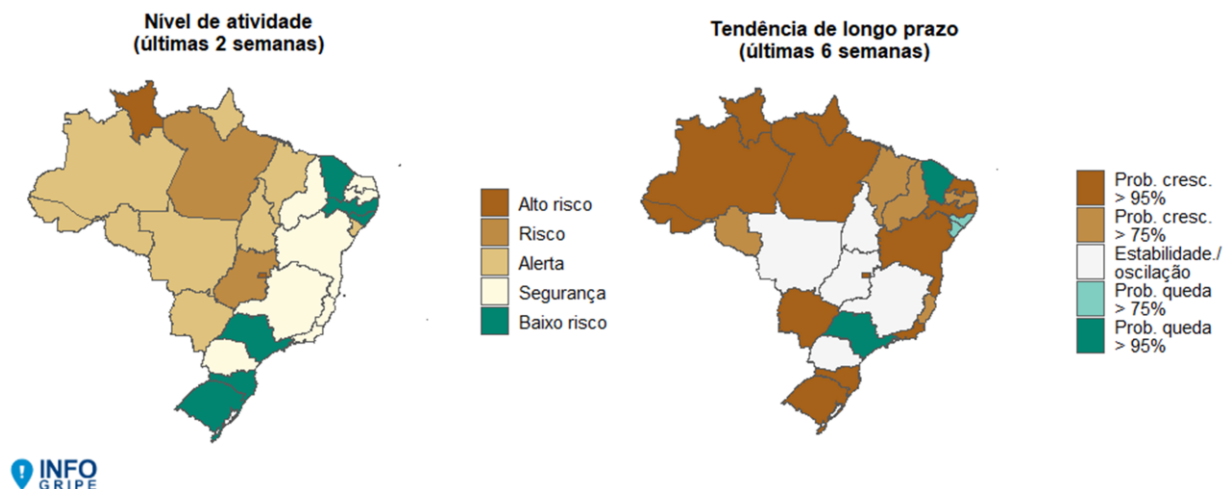 Nível de atividade
(últimas 2 semanas)
Alto risco
Risco
Alerta
Segurança
Baixo risco
Tendência de longo prazo
(últimas 6 semanas)
Prob. cresc.
> 95%
Prob. cresc.
> 75%
Estabilidade./
oscilação
Prob. queda
> 75%
Prob. queda
> 95%
INFO
GRIPE